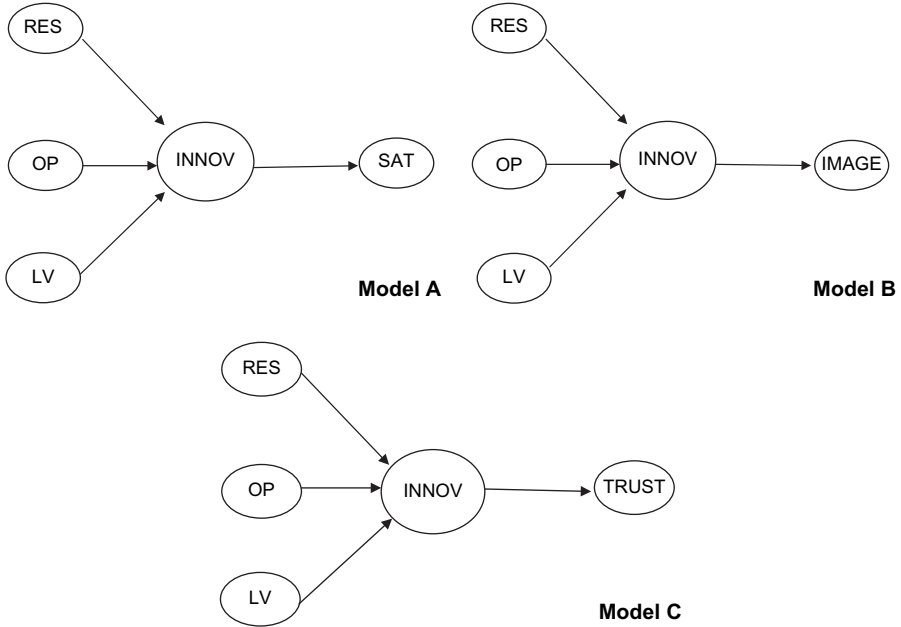 RES
OP
INNOV
SAT
LV
Model A
RES
OP
INNOV
IMAGE
LV
Model B
RES
OP
INNOV
TRUST
LV
Model C